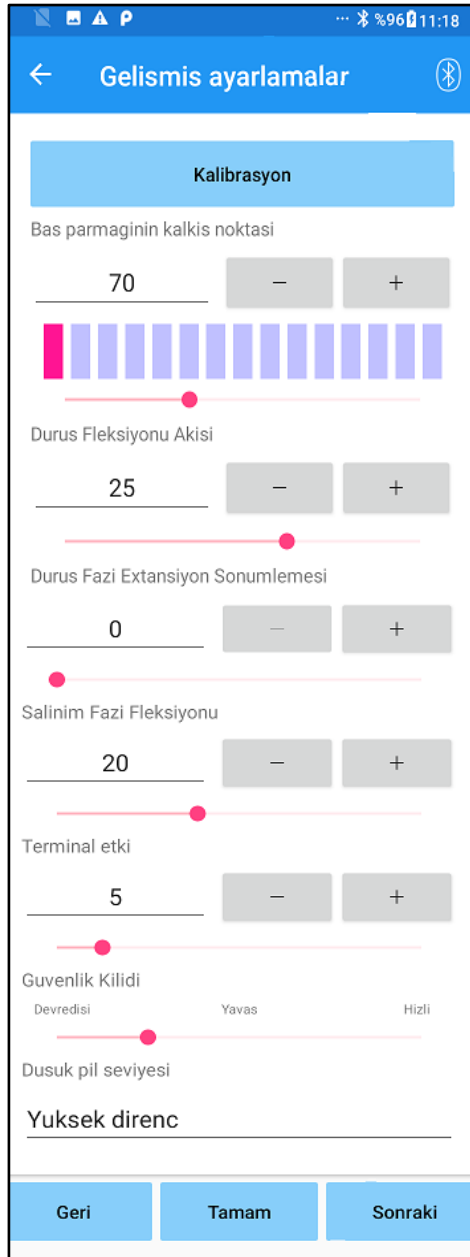 ··· %96 11:18
Gelismis ayarlamalar
Kalibrasyon
Bas parmaginin kalkis noktasi
70 − +
Durus Fleksiyonu Akisi
25 − +
Durus Fazi Extansiyon Sonumlemesi
0 − +
Salinim Fazi Fleksiyonu
20 − +
Terminal etki
5 − +
Guvenlik Kilidi
Devredisi Yavas Hizli
Dusuk pil seviyesi
Yuksek direnc
Geri Tamam Sonraki